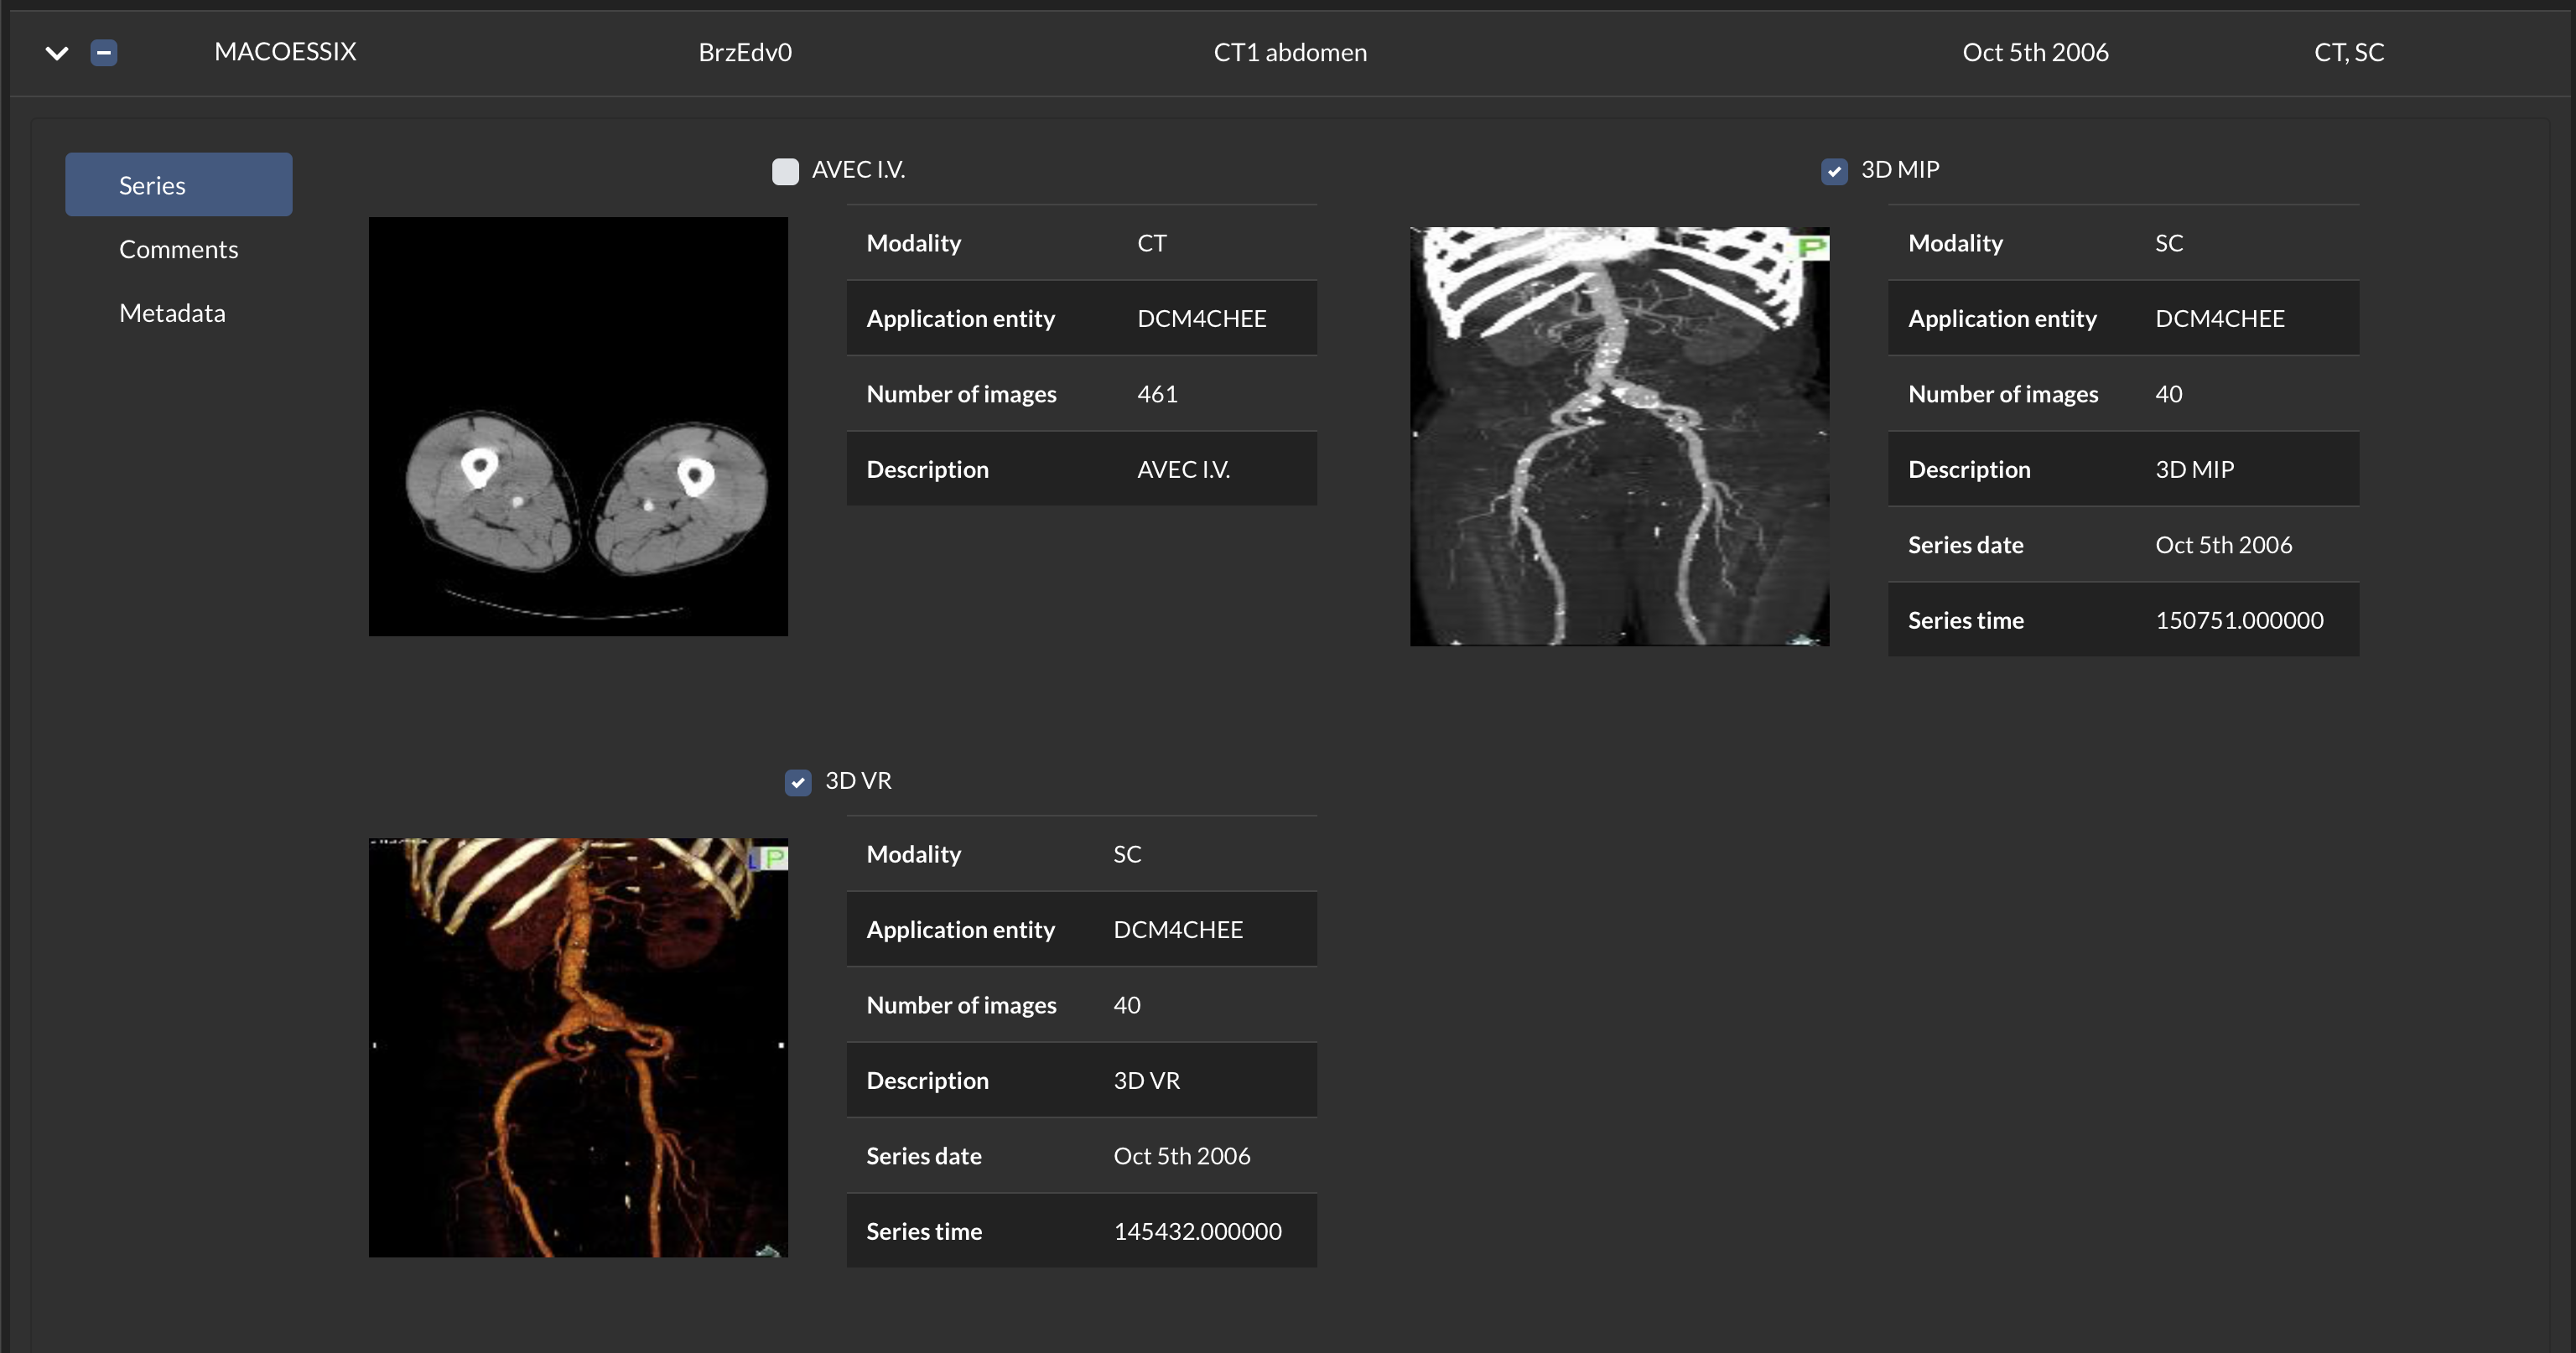 MACOESSIX BrzEdv0 CT1 abdomen Oct 5th 2006 CT, SC
Series
Comments
Metadata
AVEC I.V.
Modality CT
Application entity DCM4CHEE
Number of images 461
Description AVEC I.V.
3D MIP
P
Modality SC
Application entity DCM4CHEE
Number of images 40
Description 3D MIP
Series date Oct 5th 2006
Series time 150751.000000
3D VR
L P
Modality SC
Application entity DCM4CHEE
Number of images 40
Description 3D VR
Series date Oct 5th 2006
Series time 145432.000000